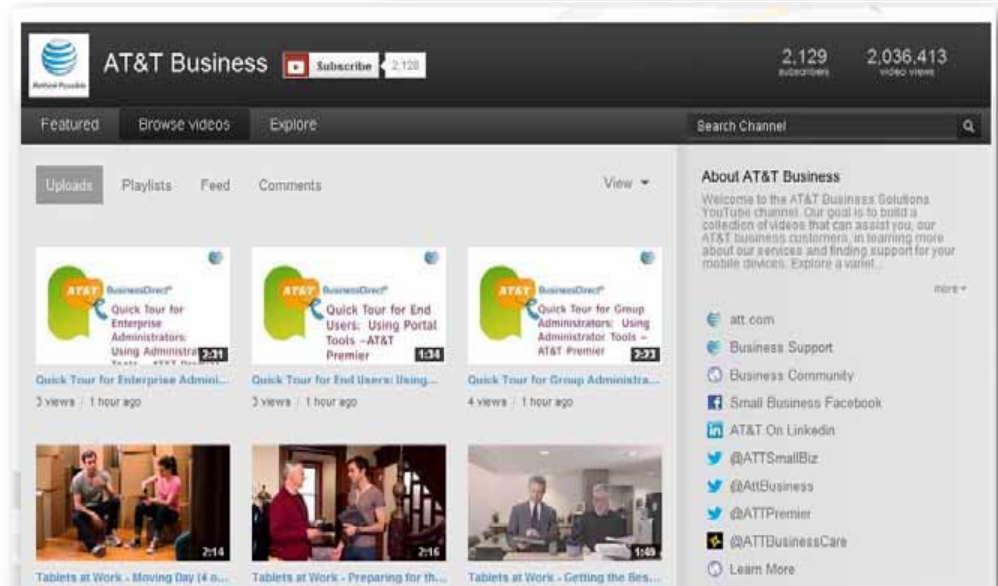 AT&T Business
Subscribe 2,128
2,129
subscribers
2,036,413
video views
Rethink Possible
Featured Browse videos Explore
Search Channel
Uploads Playlists Feed Comments
View
AT&T BusinessDirect®
Quick Tour for
Enterprise
Administrators:
Using Administra
2:31
Quick Tour for Enterprise Admini...
3 views 1 hour ago
AT&T BusinessDirect®
Quick Tour for End
Users: Using Portal
Tools -AT&T
Premier
1:34
Quick Tour for End Users: Using...
3 views 1 hour ago
AT&T BusinessDirect®
Quick Tour for Group
Administrators: Using
Administrator Tools -
AT&T Premier
2:23
Quick Tour for Group Administra...
4 views 1 hour ago
2:14
Tablets at Work - Moving Day (4 o...
2:16
Tablets at Work - Preparing for th...
1:49
Tablets at Work - Getting the Bes...
About AT&T Business
Welcome to the AT&T Business Solutions
YouTube channel. Our goal is to build a
collection of videos that can assist you, our
AT&T business customers, in learning more
about our services and finding support for your
mobile devices. Explore a variet...
more
att.com
Business Support
Business Community
Small Business Facebook
AT&T On Linkedin
@ATTSmallBiz
@AttBusiness
@ATTPremier
@ATTBusinessCare
Learn More